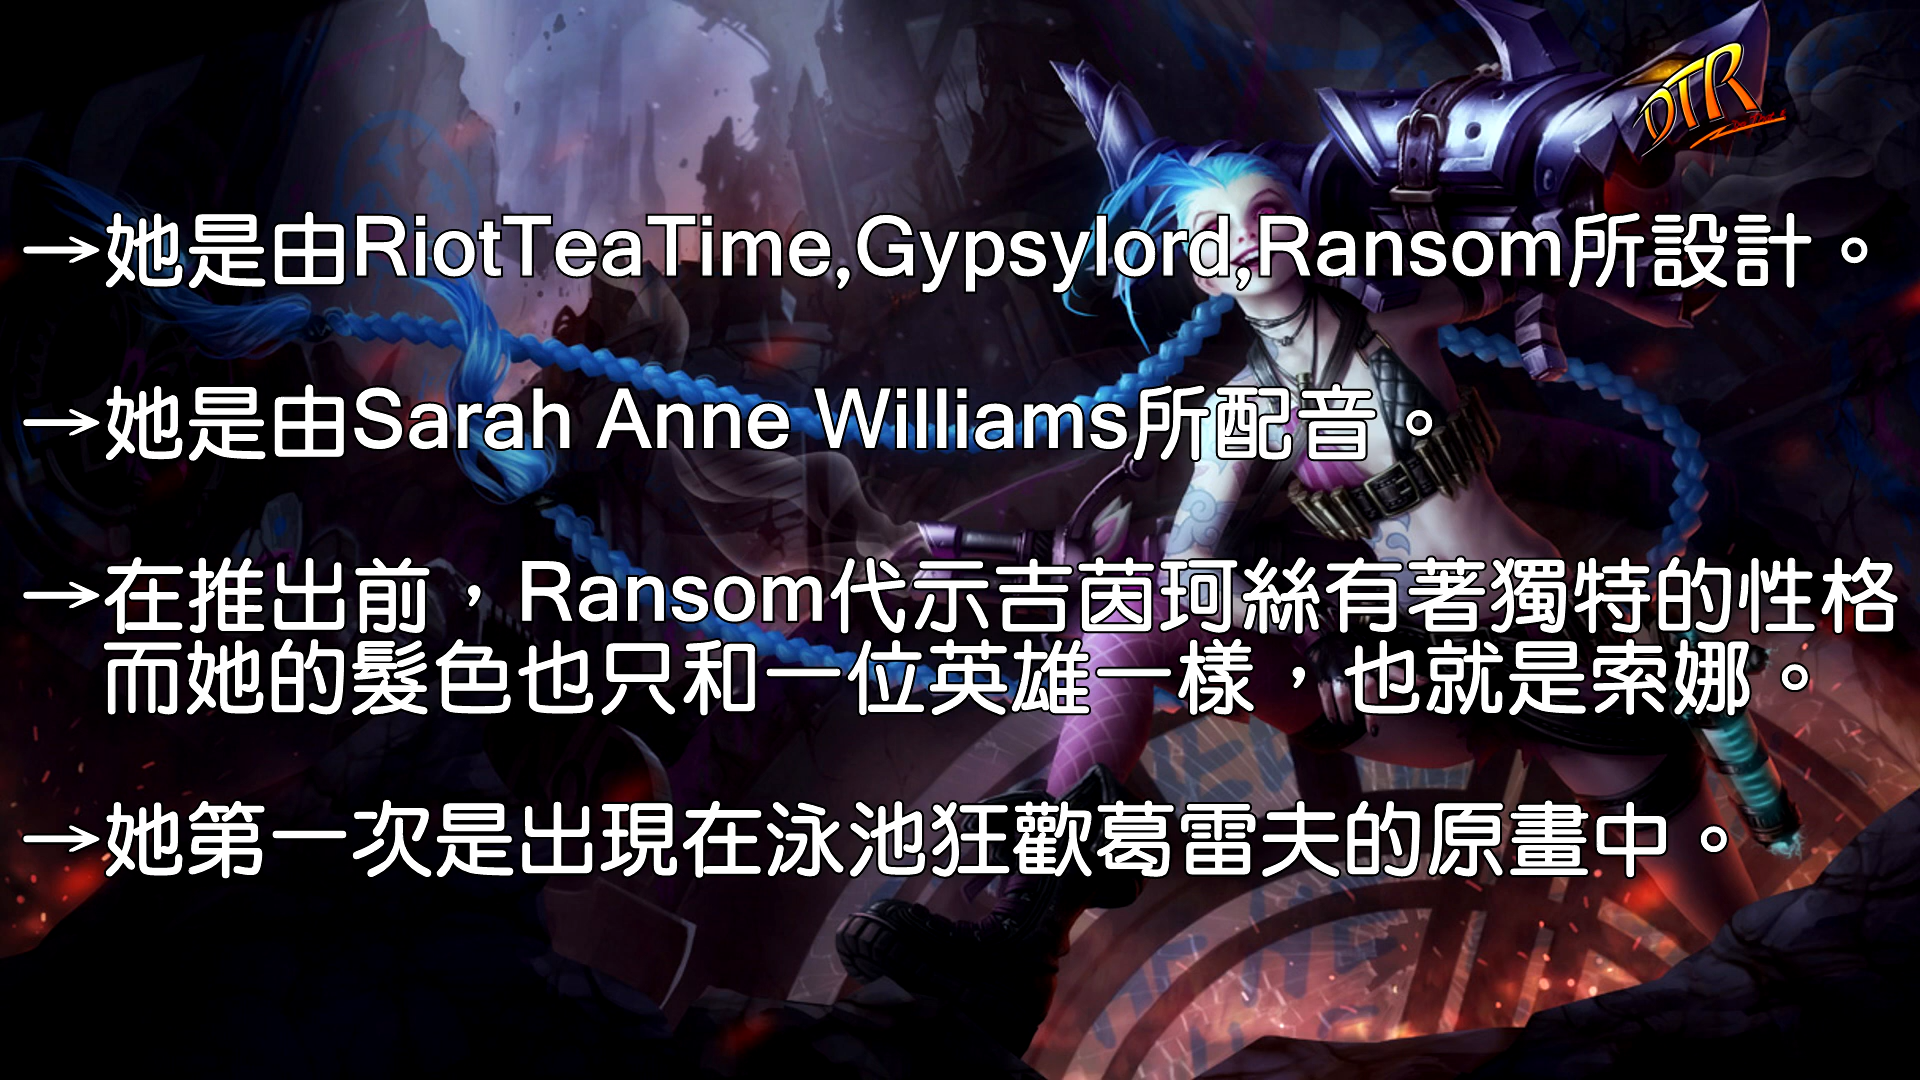 DTR
→她是由RiotTeaTime,Gypsylord,Ransom所設計。
→她是由Sarah Anne Williams所配音。
→在推出前，Ransom代示吉茵珂絲有著獨特的性格
而她的髮色也只和一位英雄一樣，也就是索娜。
→她第一次是出現在泳池狂歡葛雷夫的原畫中。